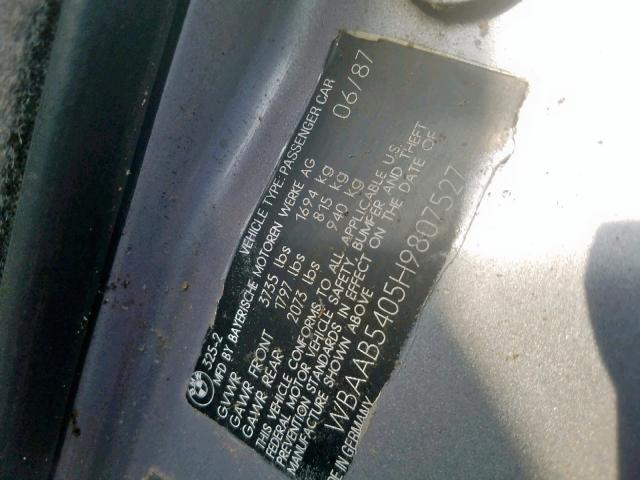 BMW
325-2 VEHICLE TYPE: PASSENGER CAR 06/87
MFD BY BAYERISCHE MOTOREN WERKE AG
GVWR 3735 lbs 1694 kg
GAWR FRONT 1797 lbs 815 kg
GAWR REAR 2073 lbs 940 kg
THIS VEHICLE CONFORMS TO ALL APPLICABLE U.S.
FEDERAL MOTOR VEHICLE SAFETY, BUMPER AND THEFT
PREVENTION STANDARDS IN EFFECT ON THE DATE OF
MANUFACTURE SHOWN ABOVE
WBAAB5405H9807527
DE IN GERMANY